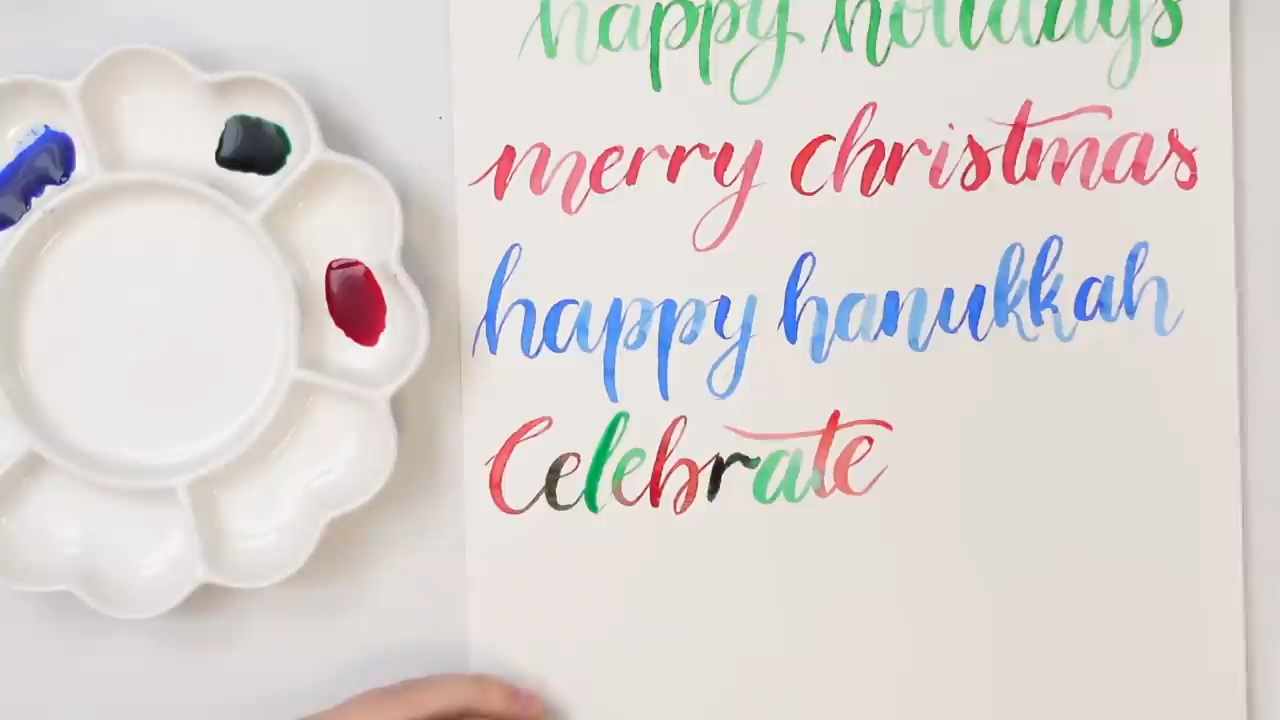 happy holidays
merry christmas
happy hanukkah
Celebrate